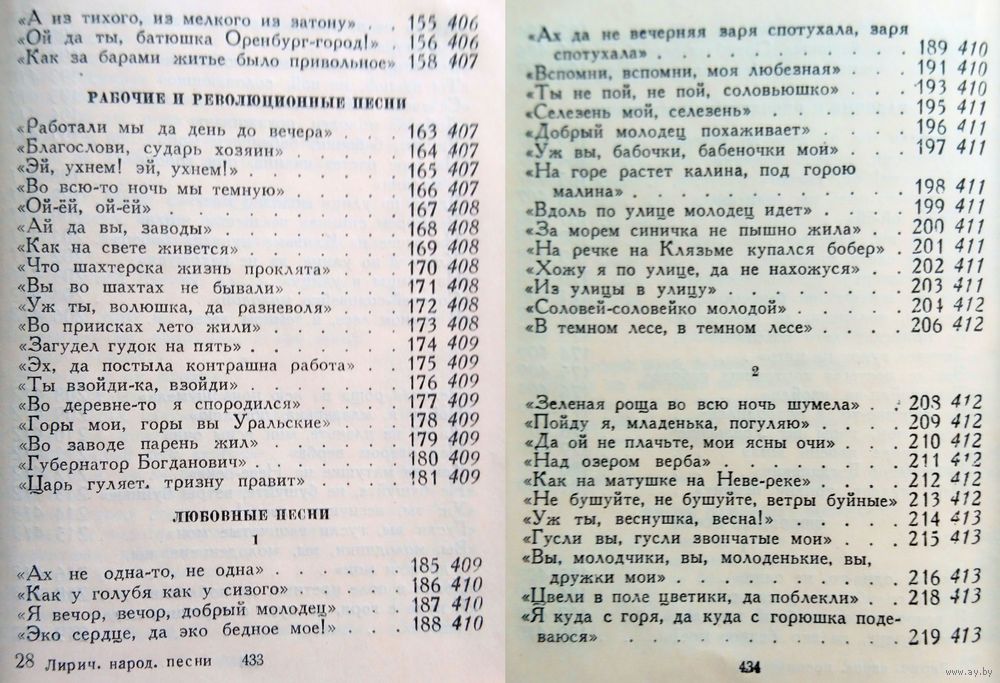 «А из тихого, из мелкого из затону» . . 155 406
«Ой да ты, батюшка Оренбург-город!» . 156 406
«Как за барами житье было привольное» 158 407
РАБОЧИЕ И РЕВОЛЮЦИОННЫЕ ПЕСНИ
«Работали мы да день до вечера» . . 163 407
«Благослови, сударь хозяин» . . . . 164 407
«Эй, ухнем! эй, ухнем!» . . . . . . 165 407
«Во всю-то ночь мы темную» . . . . 166 407
«Ой-ёй, ой-ёй» . . . . . . . . . 167 408
«Ай да вы, заводы» . . . . . . . 168 408
«Как на свете живется» . . . . . . 169 408
«Что шахтерска жизнь проклята» . . . 170 408
«Вы во шахтах не бывали» . . . . . 171 408
«Уж ты, волюшка, да разневоля» . . . 172 408
«Во приисках лето жили» . . . . . 173 408
«Загудел гудок на пять» . . . . . . 174 409
«Эх, да постыла контрашна работа» . . 175 409
«Ты взойди-ка, взойди» . . . . . . 176 409
«Во деревне-то я спородился» . . . . 177 409
«Горы мои, горы вы Уральские» . . . 178 409
«Во заводе парень жил» . . . . . . 179 409
«Губернатор Богданович» . . . . . . 180 409
«Царь гуляет, тризну правит» . . . . 181 409
ЛЮБОВНЫЕ ПЕСНИ
1
«Ах не одна-то, не одна» . . . . . 185 409
«Как у голубя как у сизого» . . . . 186 410
«Я вечор, вечор, добрый молодец» . . 187 410
«Эко сердце, да эко бедное мое!» . . . 188 410
28 Лирич. народ. песни 433
«Ах да не вечерняя заря спотухала, заря
спотухала» . . . . . . . . . 189 410
«Вспомни, вспомни, моя любезная» . . . 191 410
«Ты не пой, не пой, соловьюшко» . . . 193 410
«Селезень мой, селезень» . . . . . . 195 411
«Добрый молодец похаживает» . . . . 196 411
«Уж вы, бабочки, бабеночки мои» . . . 197 411
«На горе растет калина, под горою
малина» . . . . . . . . . . 198 411
«Вдоль по улице молодец идет» . . . . 199 411
«За морем синичка не пышно жила» . . 200 411
«На речке на Клязьме купался бобер» . . 201 411
«Хожу я по улице, да не нахожуся» . . 202 411
«Из улицы в улицу» . . . . . . . 203 411
«Соловей-соловейко молодой» . . . . . 204 412
«В темном лесе, в темном лесе» . . . . 206 412
2
«Зеленая роща во всю ночь шумела» . . 208 412
«Пойду я, младенька, погуляю» . . . . 209 412
«Да ой не плачьте, мои ясны очи» . . . 210 412
«Над озером верба» . . . . . . . . 211 412
«Как на матушке на Неве-реке» . . . . 212 412
«Не бушуйте, не бушуйте, ветры буйные» 213 412
«Уж ты, веснушка, весна!» . . . . . 214 413
«Гусли вы, гусли звончатые мои» . . . 215 413
«Вы, молодчики, вы, молоденькие, вы,
дружки мои» . . . . . . . . . 216 413
«Цвели в поле цветики, да поблекли» . . 218 413
«Я куда с горя, да куда с горюшка поде-
ваюся» . . . . . . . . . . . 219 413
434
www.ay.by